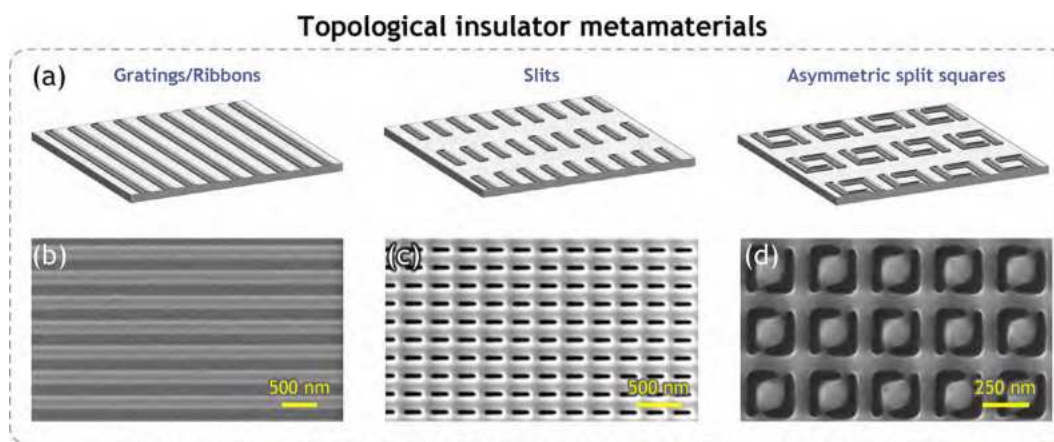 Topological insulator metamaterials
(a)
Gratings/Ribbons
Slits
Asymmetric split squares
(b)
(c)
(d)
500 nm
500 nm
250 nm